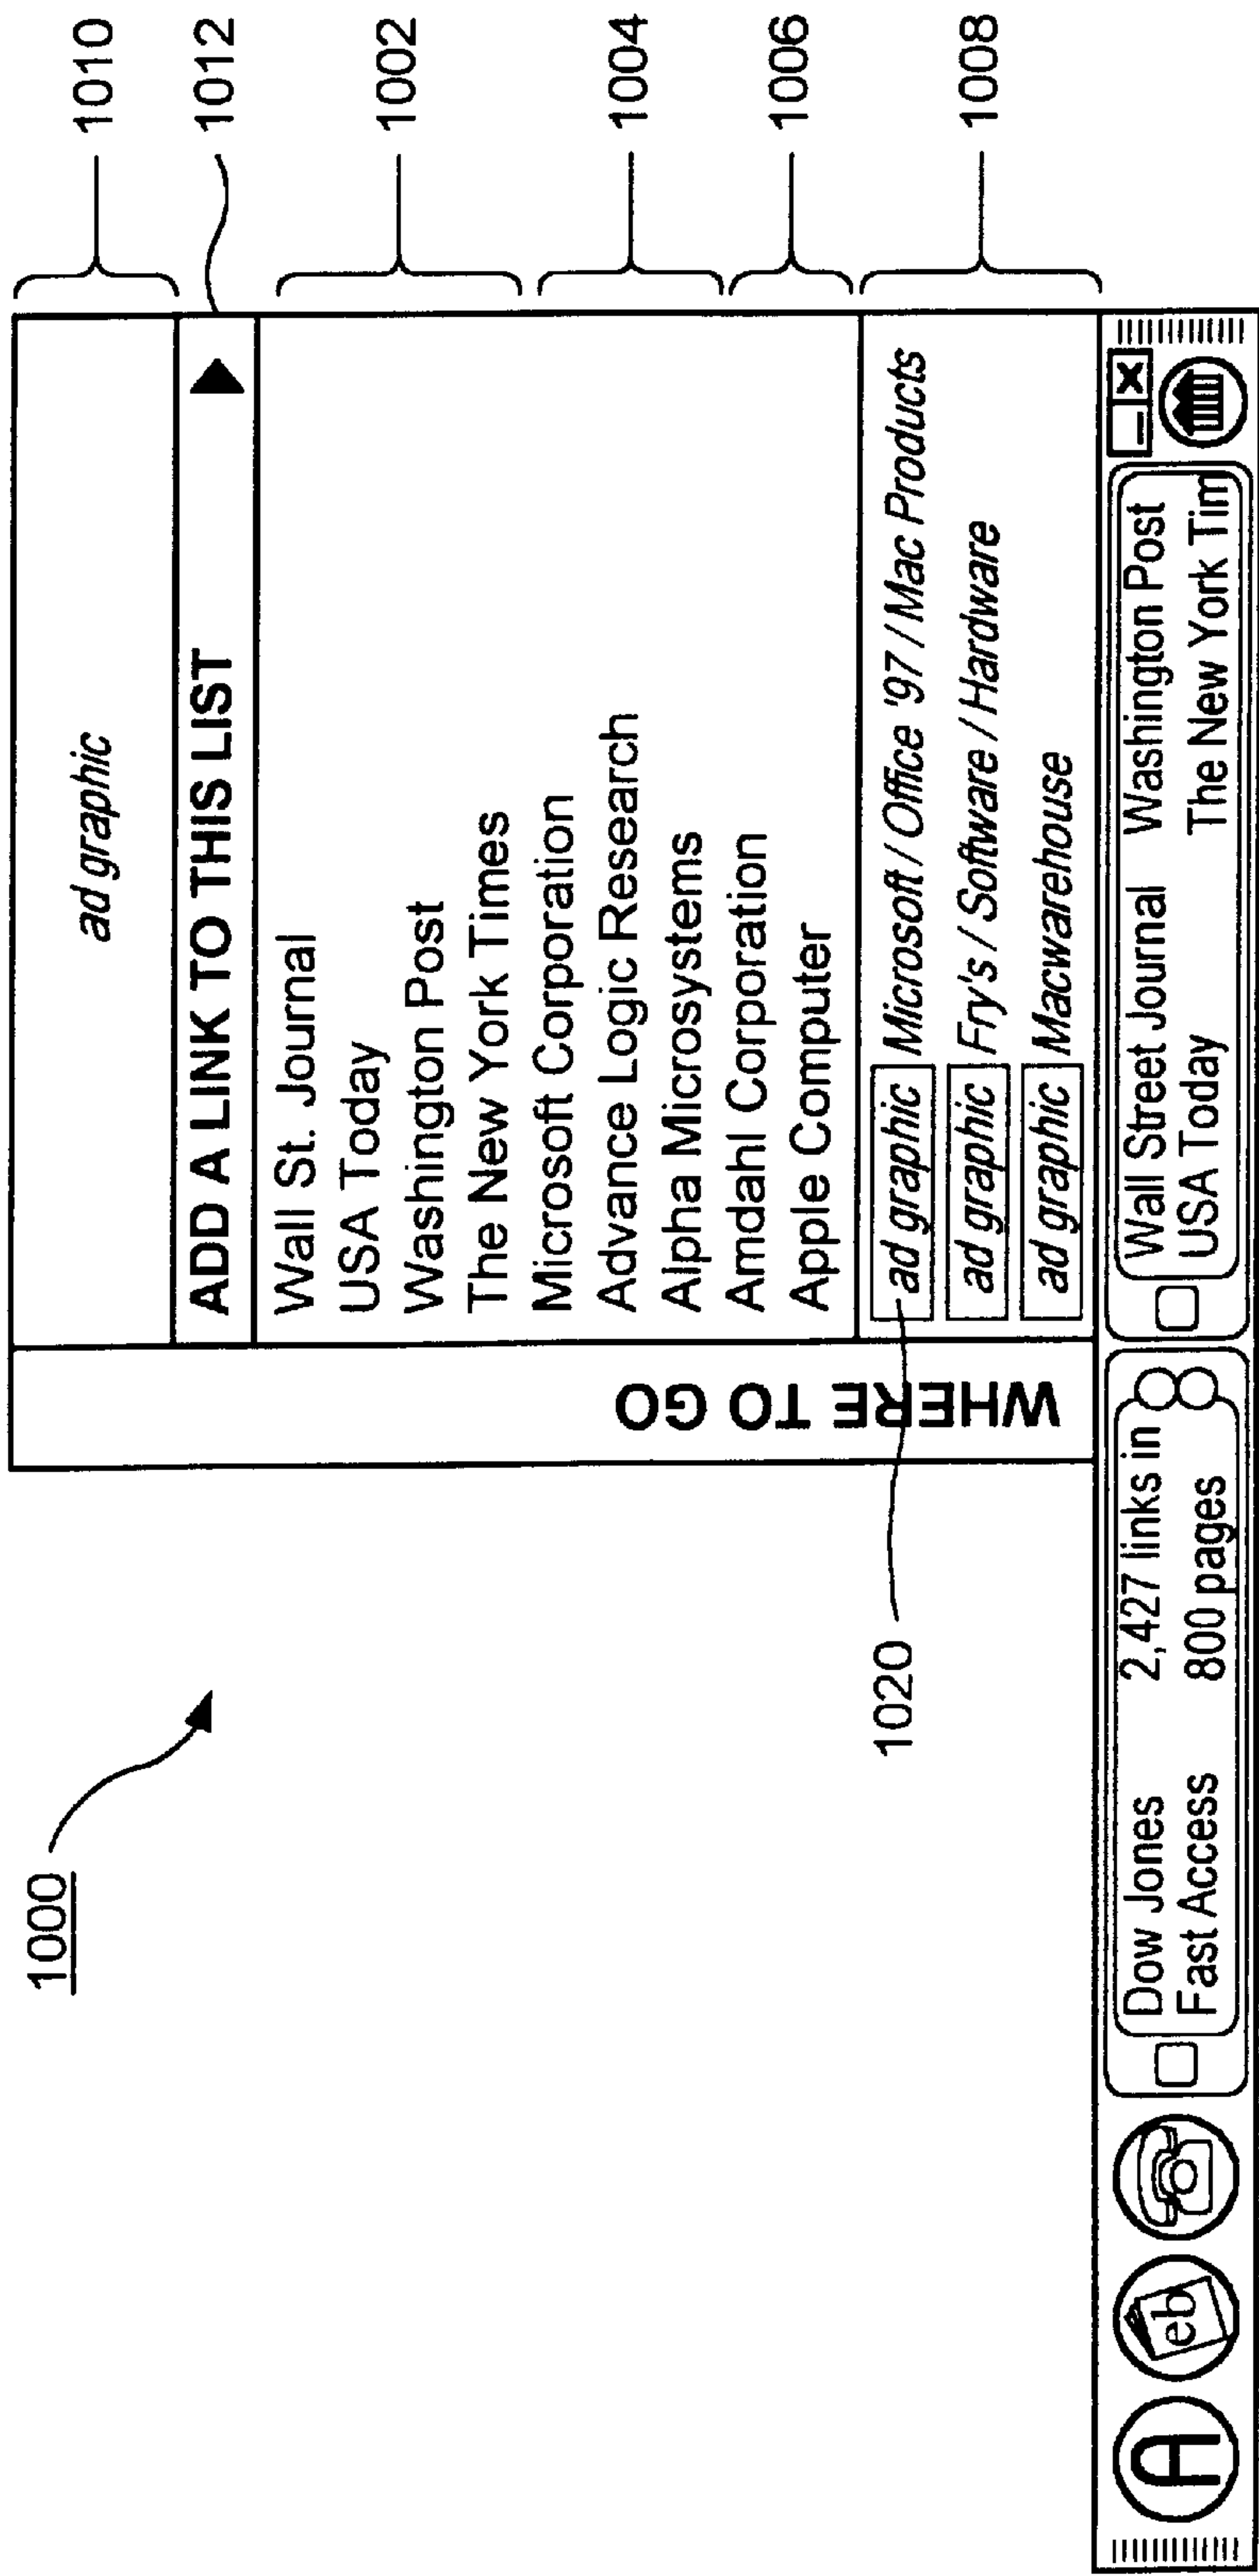 1000
ad graphic
1010
ADD A LINK TO THIS LIST
1012
Wall St. Journal
USA Today
Washington Post
The New York Times
1002
Microsoft Corporation
Advance Logic Research
Alpha Microsystems
1004
Amdahl Corporation
Apple Computer
1006
ad graphic Microsoft / Office '97 / Mac Products
ad graphic Fry's / Software / Hardware
ad graphic Macwarehouse
1008
1020
WHERE TO GO
A
eb
Dow Jones 2,427 links in
Fast Access 800 pages
Wall Street Journal Washington Post
USA Today The New York Tim
_ X